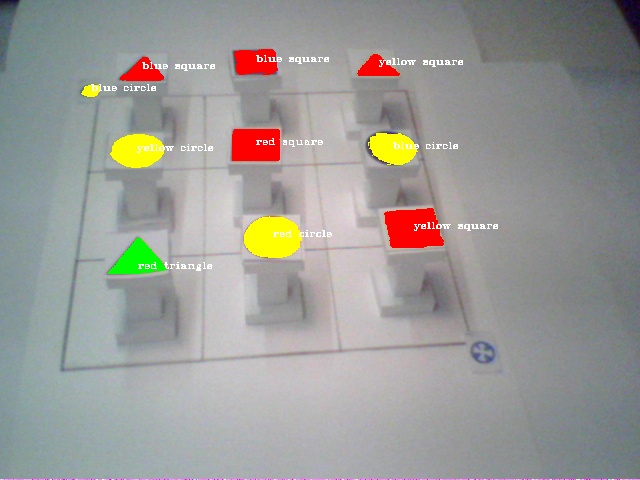 blue square
blue square
yellow square
blue circle
yellow circle
red square
blue circle
red circle
yellow square
red triangle